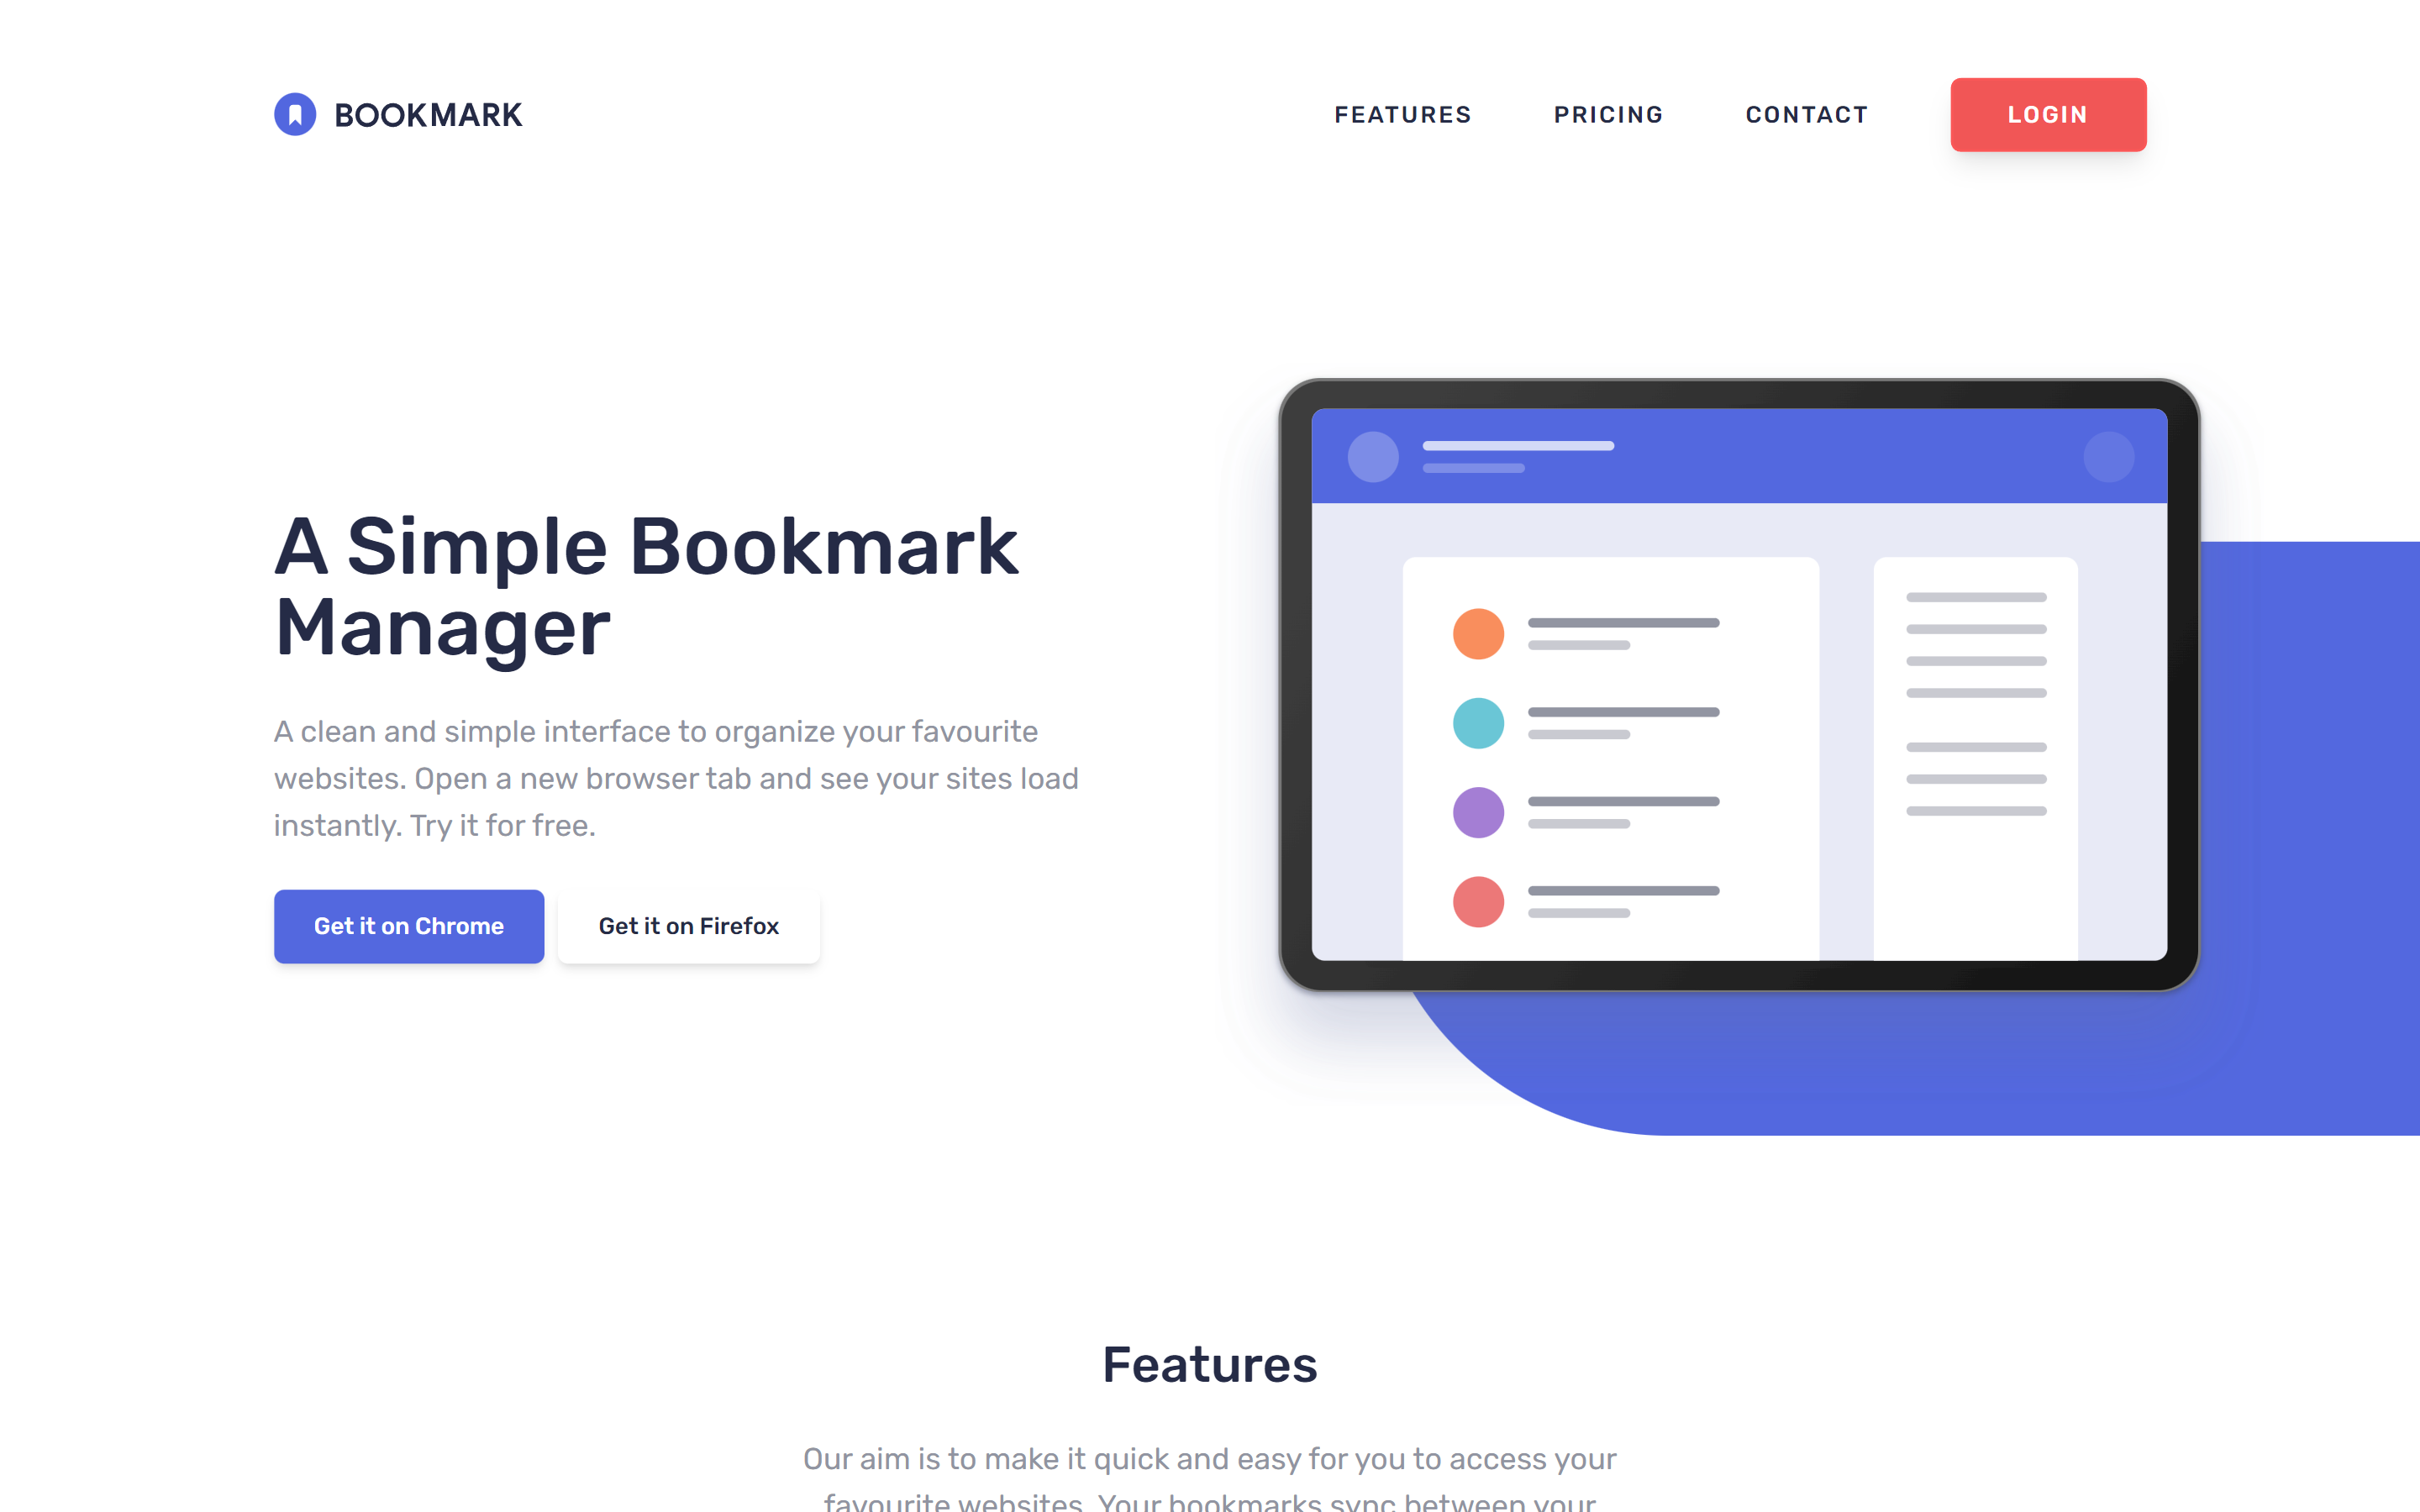 BOOKMARK
FEATURES PRICING CONTACT LOGIN
A Simple Bookmark
Manager
A clean and simple interface to organize your favourite
websites. Open a new browser tab and see your sites load
instantly. Try it for free.
Get it on Chrome Get it on Firefox
Features
Our aim is to make it quick and easy for you to access your
favourite websites. Your bookmarks sync between your